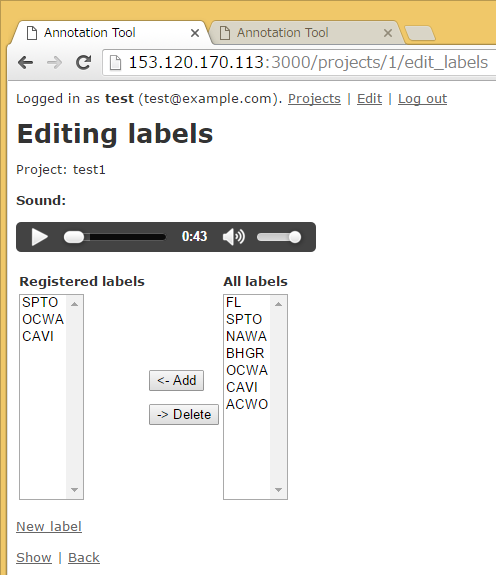 Annotation Tool Annotation Tool
153.120.170.113:3000/projects/1/edit_labels
Logged in as test (test@example.com). Projects | Edit | Log out
Editing labels
Project: test1
Sound:
0:43
Registered labels
SPTO
OCWA
CAVI
<- Add
-> Delete
All labels
FL
SPTO
NAWA
BHGR
OCWA
CAVI
ACWO
New label
Show | Back